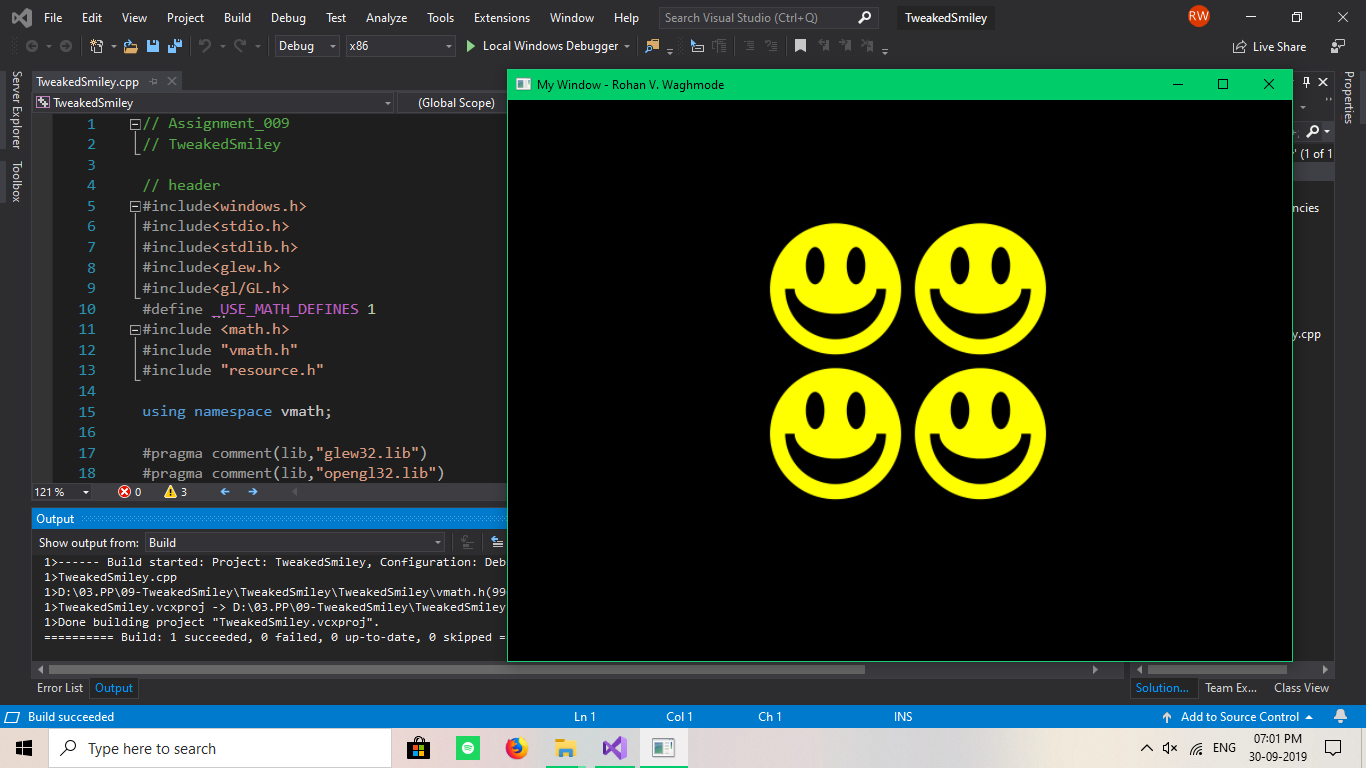 File Edit View Project Build Debug Test Analyze Tools Extensions Window Help Search Visual Studio (Ctrl+Q) TweakedSmiley RW
Debug x86 Local Windows Debugger Live Share
Server Explorer
Toolbox
TweakedSmiley.cpp
TweakedSmiley (Global Scope)
1 // Assignment_009
2 // TweakedSmiley
3
4 // header
5 #include<windows.h>
6 #include<stdio.h>
7 #include<stdlib.h>
8 #include<glew.h>
9 #include<gl/GL.h>
10 #define _USE_MATH_DEFINES 1
11 #include <math.h>
12 #include "vmath.h"
13 #include "resource.h"
14
15 using namespace vmath;
16
17 #pragma comment(lib,"glew32.lib")
18 #pragma comment(lib,"opengl32.lib")
121 % 0 3
My Window - Rohan V. Waghmode
Properties
' (1 of 1
ncies
y.cpp
Output
Show output from: Build
1>------ Build started: Project: TweakedSmiley, Configuration: Deb
1>TweakedSmiley.cpp
1>D:\03.PP\09-TweakedSmiley\TweakedSmiley\TweakedSmiley\vmath.h(99
1>TweakedSmiley.vcxproj -> D:\03.PP\09-TweakedSmiley\TweakedSmiley
1>Done building project "TweakedSmiley.vcxproj".
========== Build: 1 succeeded, 0 failed, 0 up-to-date, 0 skipped =
Error List Output Solution... Team Ex... Class View
Build succeeded Ln 1 Col 1 Ch 1 INS Add to Source Control
Type here to search ENG 07:01 PM
30-09-2019